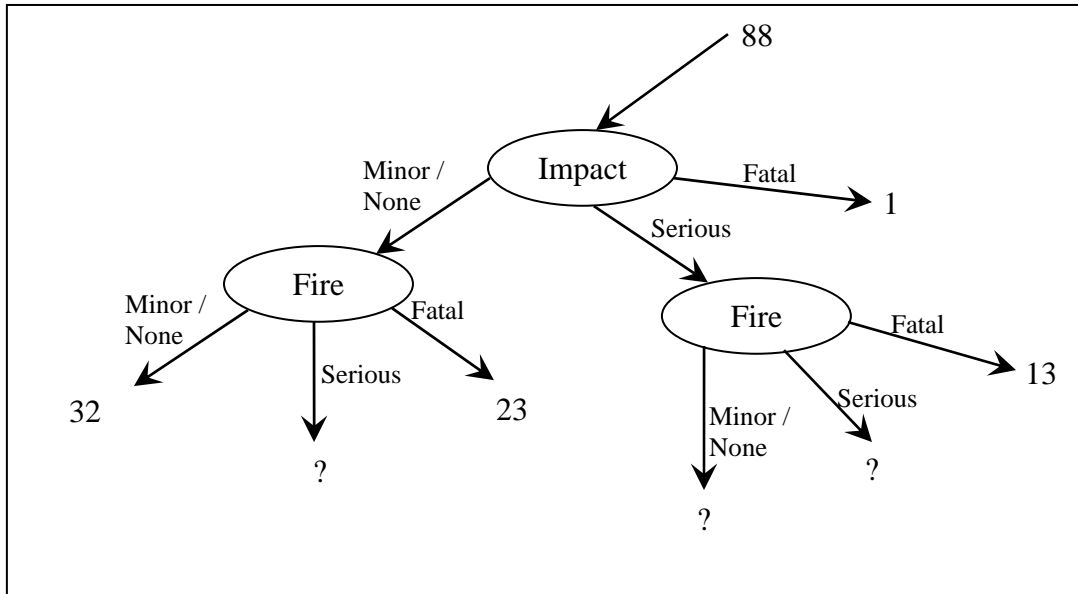 88
Impact
Minor /
None
Fatal
1
Serious
Fire
Minor /
None
Fatal
Serious
32
23
?
Fire
Fatal
13
Serious
Minor /
None
?
?